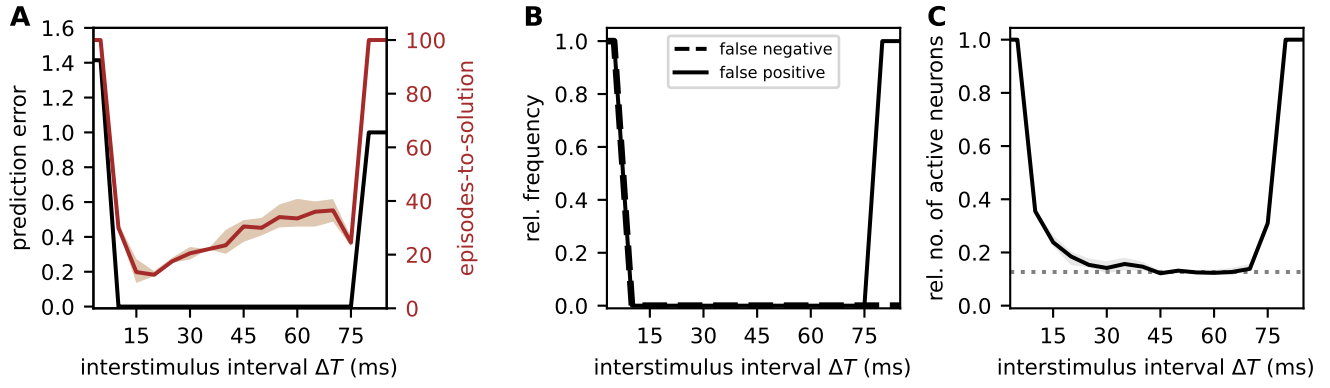 A
prediction error
1.6
1.4
1.2
1.0
0.8
0.6
0.4
0.2
0.0
100
80
60
40
20
0
episodes-to-solution
15 30 45 60 75
interstimulus interval ΔT (ms)
B
rel. frequency
1.0
0.8
0.6
0.4
0.2
0.0
false negative
false positive
15 30 45 60 75
interstimulus interval ΔT (ms)
C
rel. no. of active neurons
1.0
0.8
0.6
0.4
0.2
0.0
15 30 45 60 75
interstimulus interval ΔT (ms)